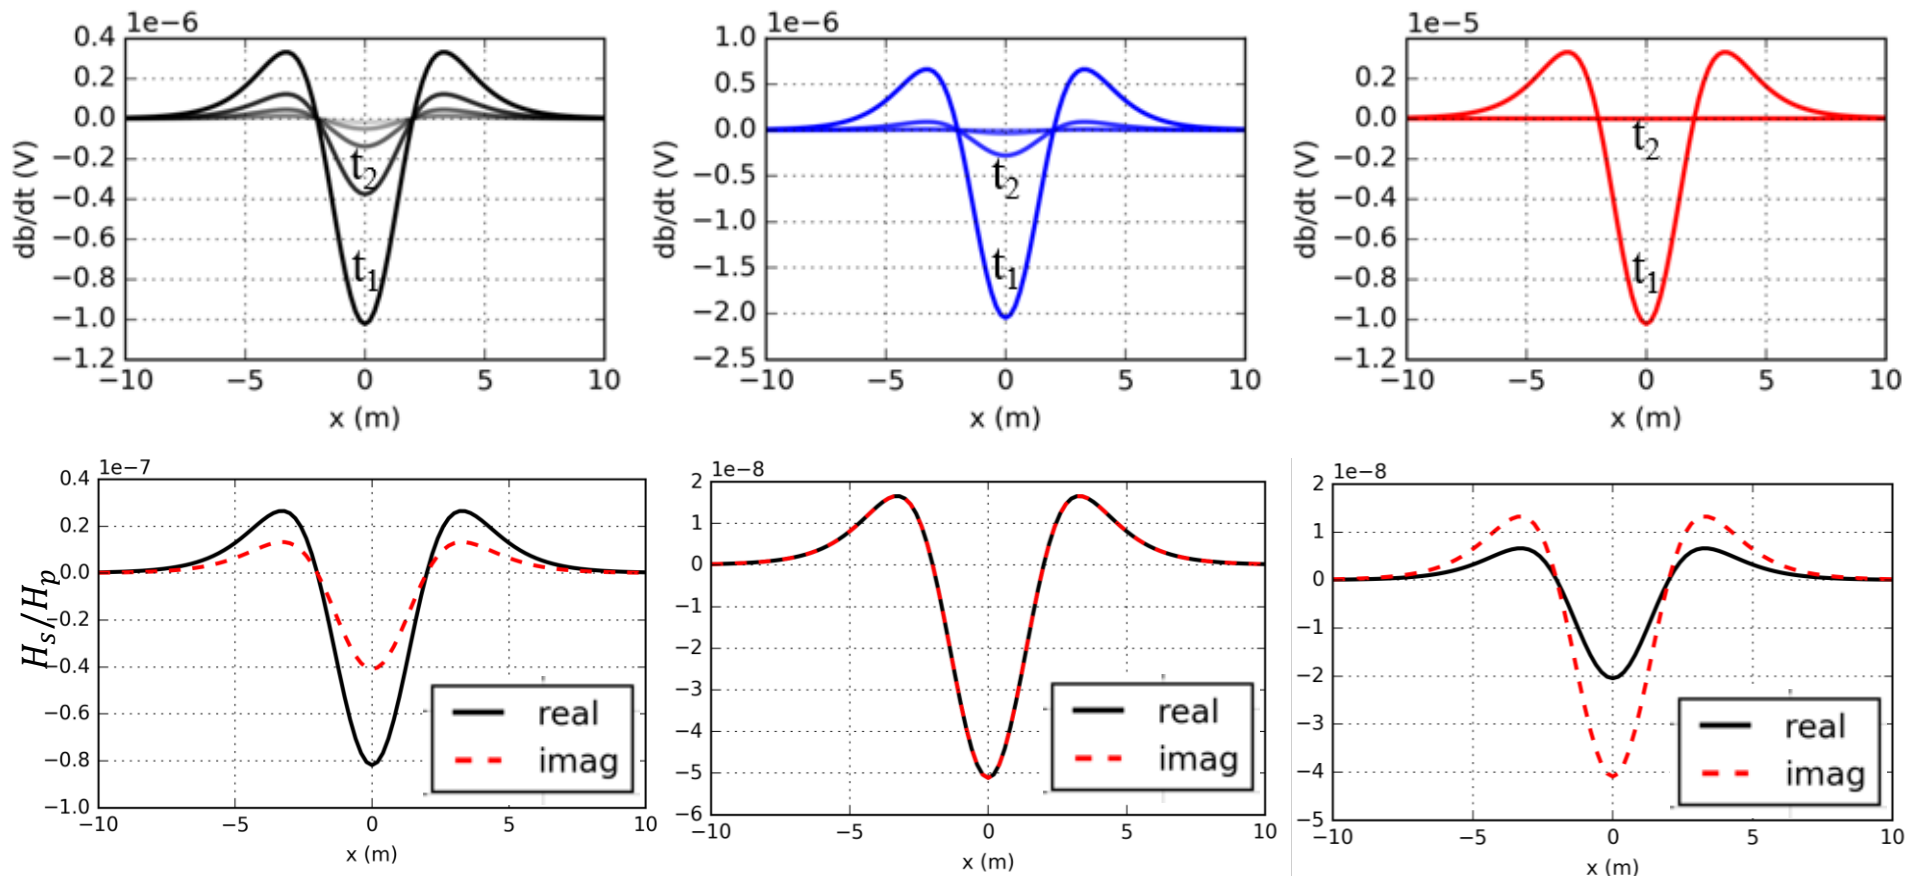 1e−6
0.4
0.2
0.0
−0.2
−0.4
−0.6
−0.8
−1.0
−1.2
db/dt (V)
t2
t1
−10 −5 0 5 10
x (m)
1e−6
1.0
0.5
0.0
−0.5
−1.0
−1.5
−2.0
−2.5
db/dt (V)
t2
t1
−10 −5 0 5 10
x (m)
1e−5
0.2
0.0
−0.2
−0.4
−0.6
−0.8
−1.0
−1.2
db/dt (V)
t2
t1
−10 −5 0 5 10
x (m)
1e−7
0.4
0.2
0.0
−0.2
−0.4
−0.6
−0.8
−1.0
Hs/Hp
real
imag
−10 −5 0 5 10
x (m)
1e−8
2
1
0
−1
−2
−3
−4
−5
−6
real
imag
−10 −5 0 5 10
x (m)
1e−8
2
1
0
−1
−2
−3
−4
−5
real
imag
−10 −5 0 5 10
x (m)